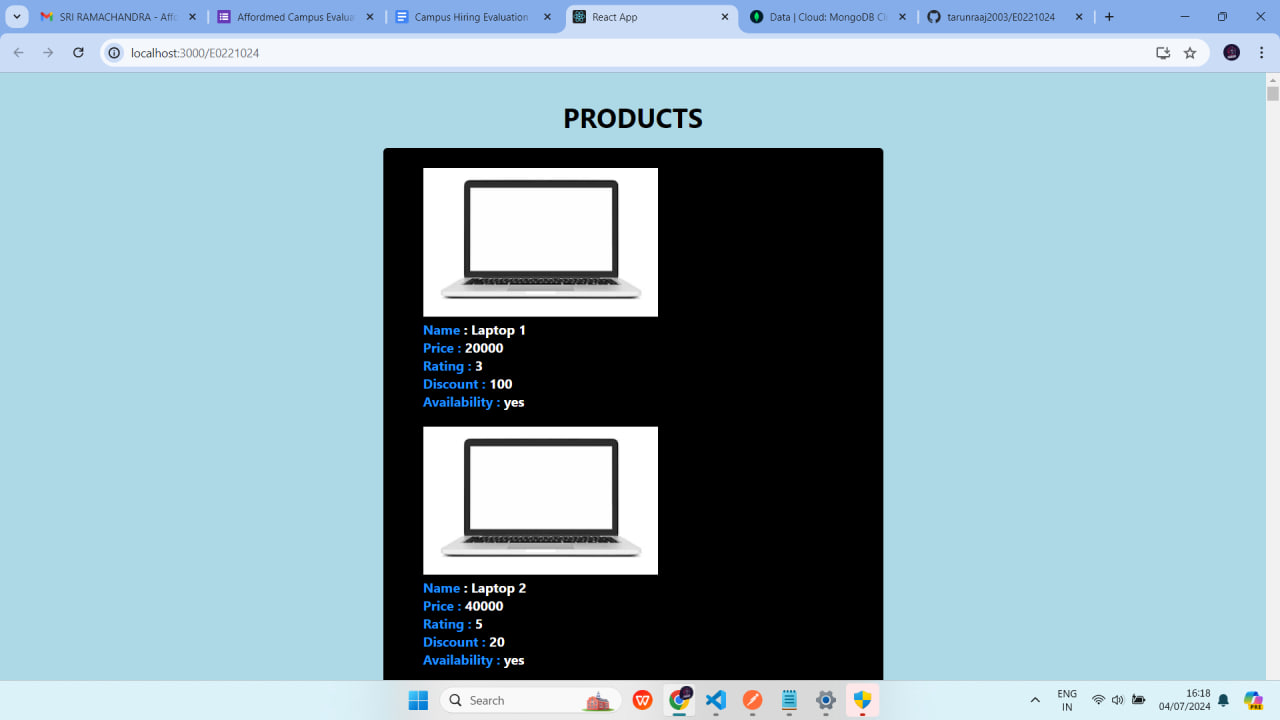 SRI RAMACHANDRA - Affo
Affordmed Campus Evalua
Campus Hiring Evaluation
React App
Data | Cloud: MongoDB Cl
tarunraaj2003/E0221024
localhost:3000/E0221024
PRODUCTS
Name : Laptop 1
Price : 20000
Rating : 3
Discount : 100
Availability : yes
Name : Laptop 2
Price : 40000
Rating : 5
Discount : 20
Availability : yes
Search
ENG
IN
16:18
04/07/2024
PRE